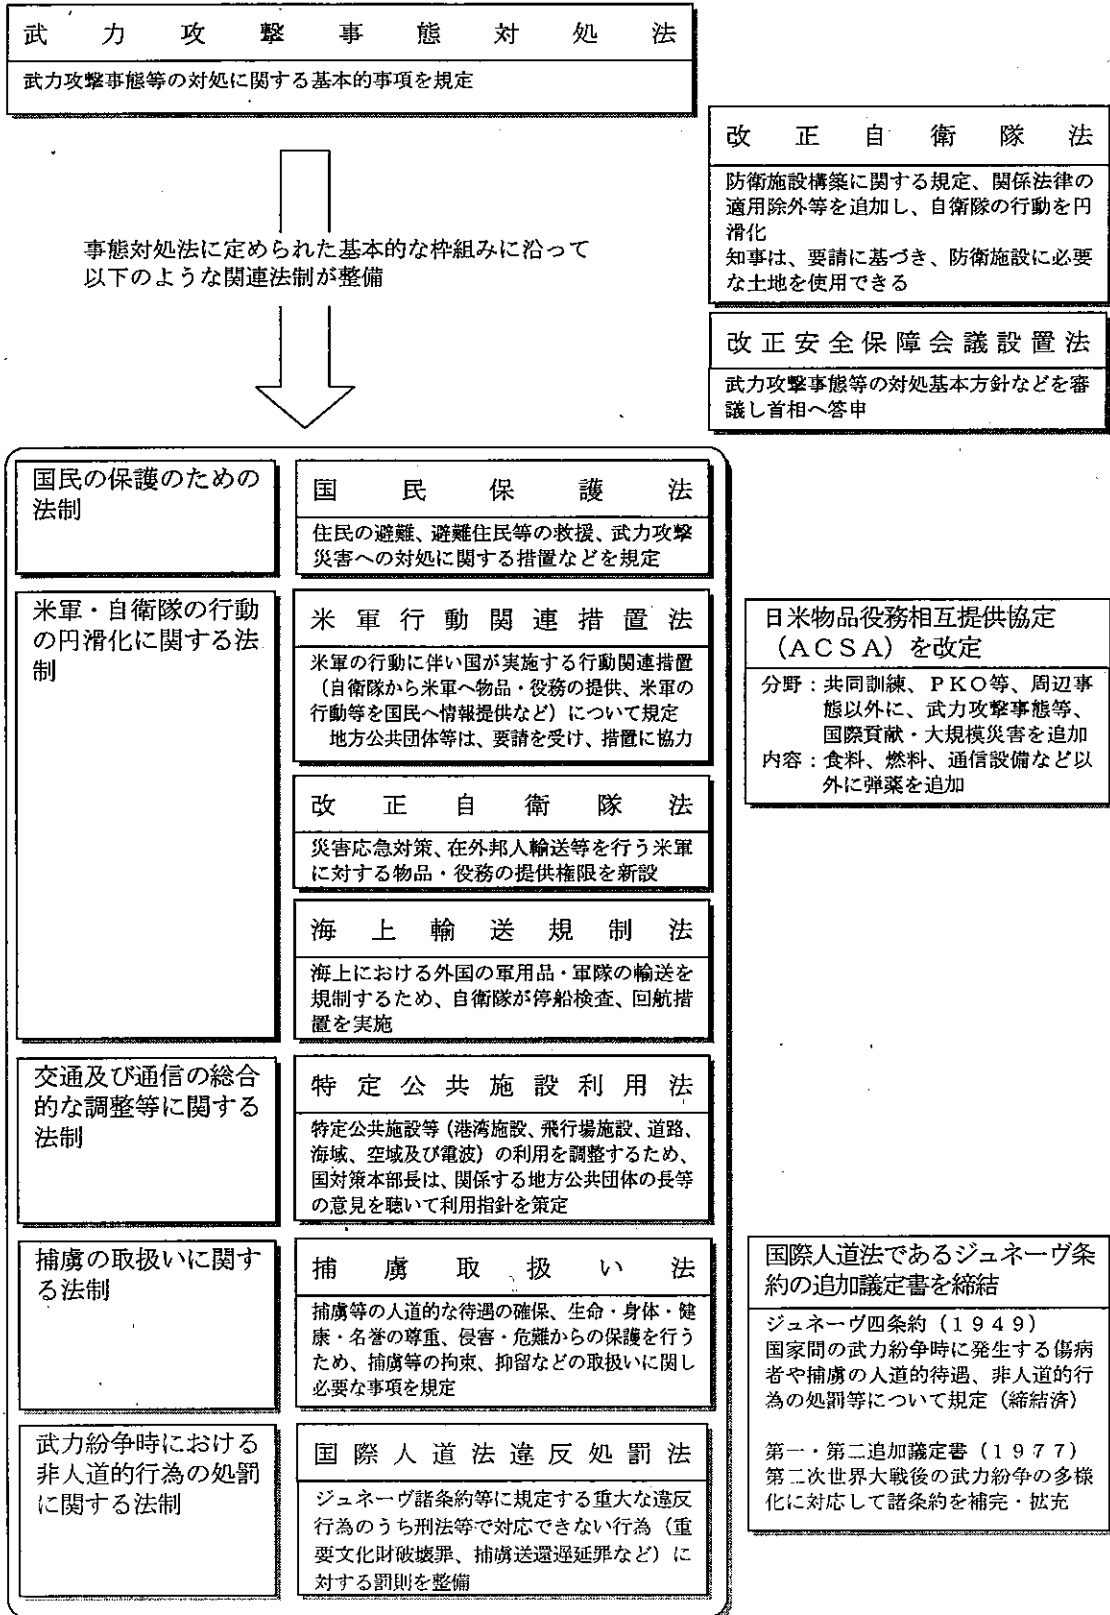 武力攻撃事態対処法
武力攻撃事態等の対処に関する基本的事項を規定
改正自衛隊法
防衛施設構築に関する規定、関係法律の
適用除外等を追加し、自衛隊の行動を円
滑化
知事は、要請に基づき、防衛施設に必要
な土地を使用できる
事態対処法に定められた基本的な枠組みに沿って
以下のような関連法制が整備
改正安全保障会議設置法
武力攻撃事態等の対処基本方針などを審
議し首相へ答申
国民の保護のための
法制
国民保護法
住民の避難、避難住民等の救援、武力攻撃
災害への対処に関する措置などを規定
米軍・自衛隊の行動
の円滑化に関する法
制
米軍行動関連措置法
米軍の行動に伴い国が実施する行動関連措置
（自衛隊から米軍へ物品・役務の提供、米軍の
行動等を国民へ情報提供など）について規定
地方公共団体等は、要請を受け、措置に協力
日米物品役務相互提供協定
（ＡＣＳＡ）を改定
分野：共同訓練、ＰＫＯ等、周辺事
態以外に、武力攻撃事態等、
国際貢献・大規模災害を追加
内容：食料、燃料、通信設備など以
外に弾薬を追加
改正自衛隊法
災害応急対策、在外邦人輸送等を行う米軍
に対する物品・役務の提供権限を新設
海上輸送規制法
海上における外国の軍用品・軍隊の輸送を
規制するため、自衛隊が停船検査、回航措
置を実施
交通及び通信の総合
的な調整等に関する
法制
特定公共施設利用法
特定公共施設等（港湾施設、飛行場施設、道路、
海域、空域及び電波）の利用を調整するため、
国対策本部長は、関係する地方公共団体の長等
の意見を聴いて利用指針を策定
捕虜の取扱いに関す
る法制
捕虜取扱い法
捕虜等の人道的な待遇の確保、生命・身体・健
康・名誉の尊重、侵害・危難からの保護を行う
ため、捕虜等の拘束、抑留などの取扱いに関し
必要な事項を規定
国際人道法であるジュネーヴ条
約の追加議定書を締結
ジュネーヴ四条約（１９４９）
国家間の武力紛争時に発生する傷病
者や捕虜の人道的待遇、非人道的行
為の処罰等について規定（締結済）
第一・第二追加議定書（１９７７）
第二次世界大戦後の武力紛争の多様
化に対応して諸条約を補完・拡充
武力紛争時における
非人道的行為の処罰
に関する法制
国際人道法違反処罰法
ジュネーヴ諸条約等に規定する重大な違反
行為のうち刑法等で対応できない行為（重
要文化財破壊罪、捕虜送還遅延罪など）に
対する罰則を整備